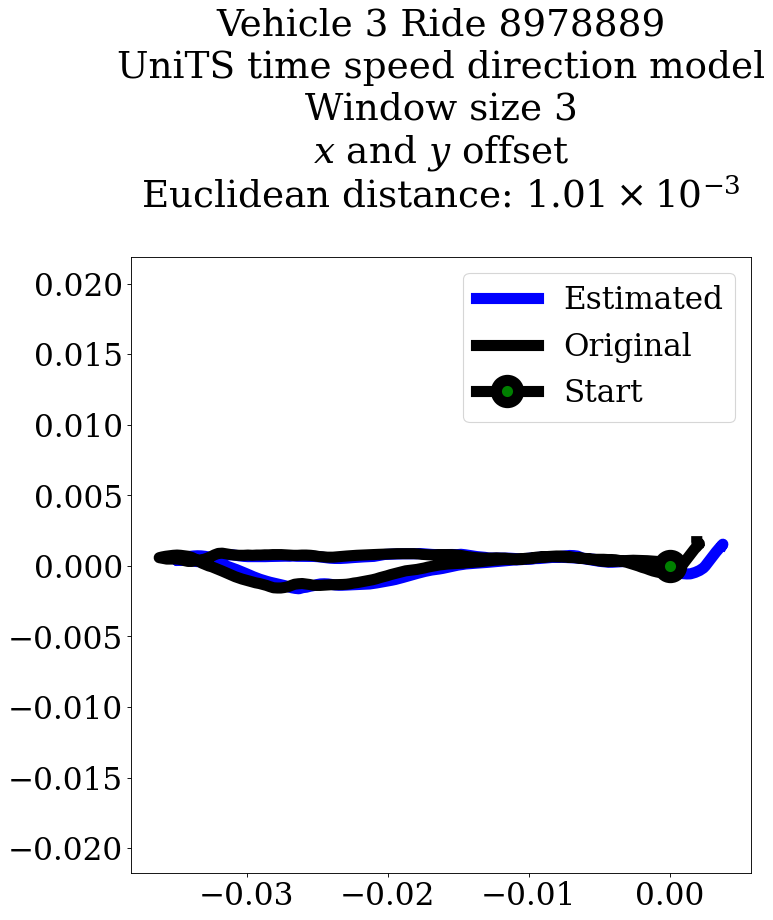 Vehicle 3 Ride 8978889
UniTS time speed direction model
Window size 3
x and y offset
Euclidean distance: 1.01 × 10⁻³
Estimated
Original
Start
0.020
0.015
0.010
0.005
0.000
−0.005
−0.010
−0.015
−0.020
−0.03 −0.02 −0.01 0.00